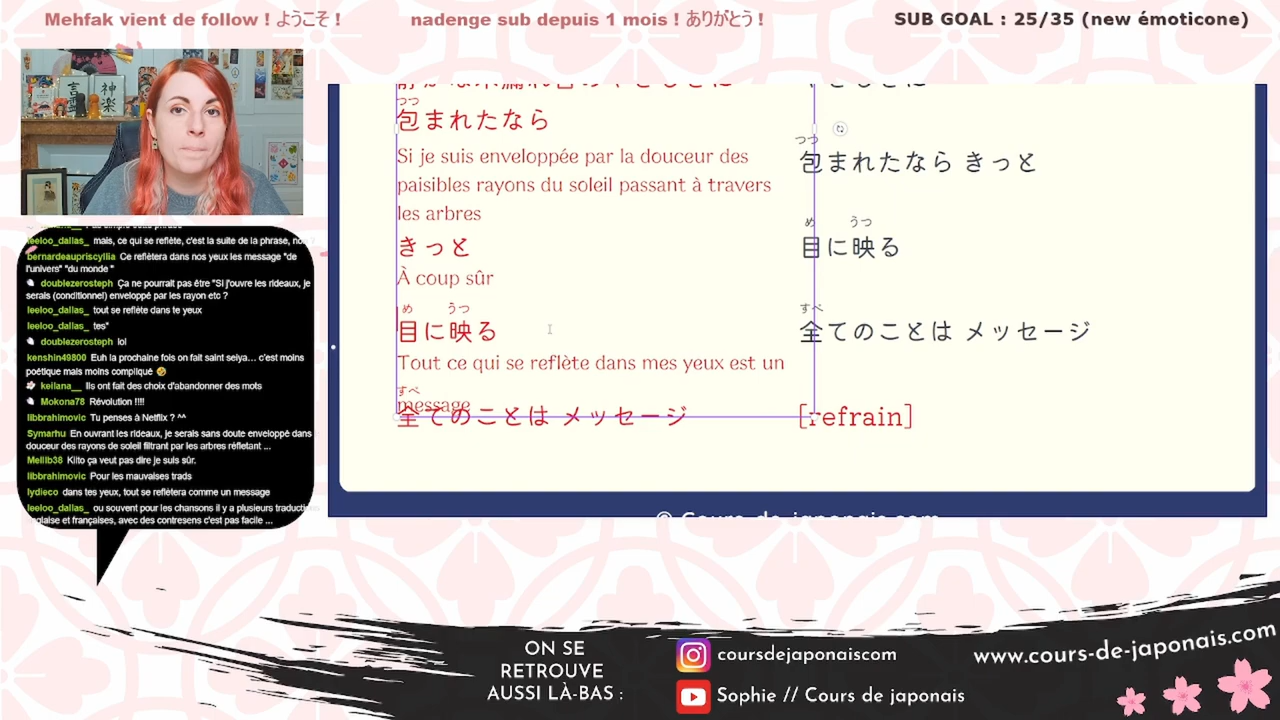 Mehfak vient de follow ! ようこそ !
nadenge sub depuis 1 mois ! ありがとう !
SUB GOAL : 25/35 (new émoticone)
言霊
神楽
leeloo_dallas_ mais, ce qui se reflète, c'est la suite de la phrase,
bernardeaupriscyllia Ce reflètera dans nos yeux les message "de
l'univers" "du monde "
doublezerosteph Ça ne pourrait pas être "Si j'ouvre les rideaux, je
serais (conditionnel) enveloppé par les rayon etc ?
leeloo_dallas_ tout se reflète dans te yeux
leeloo_dallas_ tes*
doublezerosteph lol
kenshin49800 Euh la prochaine fois on fait saint seiya… c'est moins
poétique mais moins compliqué
keilana__ Ils ont fait des choix d'abandonner des mots
Mokona78 Révolution !!!!
libbrahimovic Tu penses à Netflix ? ^^
Symarhu En ouvrant les rideaux, je serais sans doute enveloppé dans
douceur des rayons de soleil filtrant par les arbres réfletant ...
Mellb38 Kiito ça veut pas dire je suis sûr.
libbrahimovic Pour les mauvaises trads
lydieco dans tes yeux, tout se reflètera comme un message
leeloo_dallas_ ou souvent pour les chansons il y a plusieurs traductions
anglaise et françaises, avec des contresens c'est pas facile ...
つつ
包まれたなら
Si je suis enveloppée par la douceur des
paisibles rayons du soleil passant à travers
les arbres
きっと
À coup sûr
め うつ
目に映る
Tout ce qui se reflète dans mes yeux est un
message
すべ
全てのことは メッセージ
つつ
包まれたなら きっと
め うつ
目に映る
すべ
全てのことは メッセージ
[refrain]
© Cours-de-japonais.com
ON SE
RETROUVE
AUSSI LÀ-BAS :
coursdejaponaiscom
Sophie // Cours de japonais
www.cours-de-japonais.com